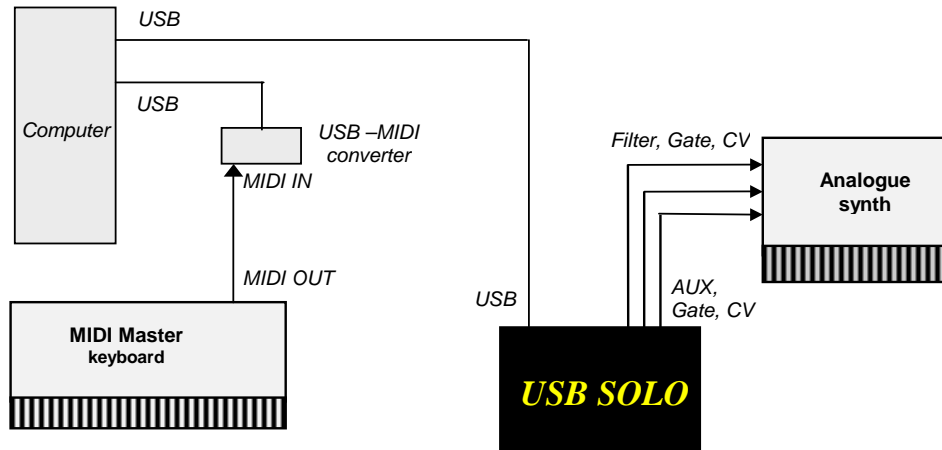 USB
USB
Computer
USB –MIDI
converter
MIDI IN
Filter, Gate, CV
Analogue
synth
MIDI OUT
USB
AUX,
Gate, CV
MIDI Master
keyboard
USB SOLO